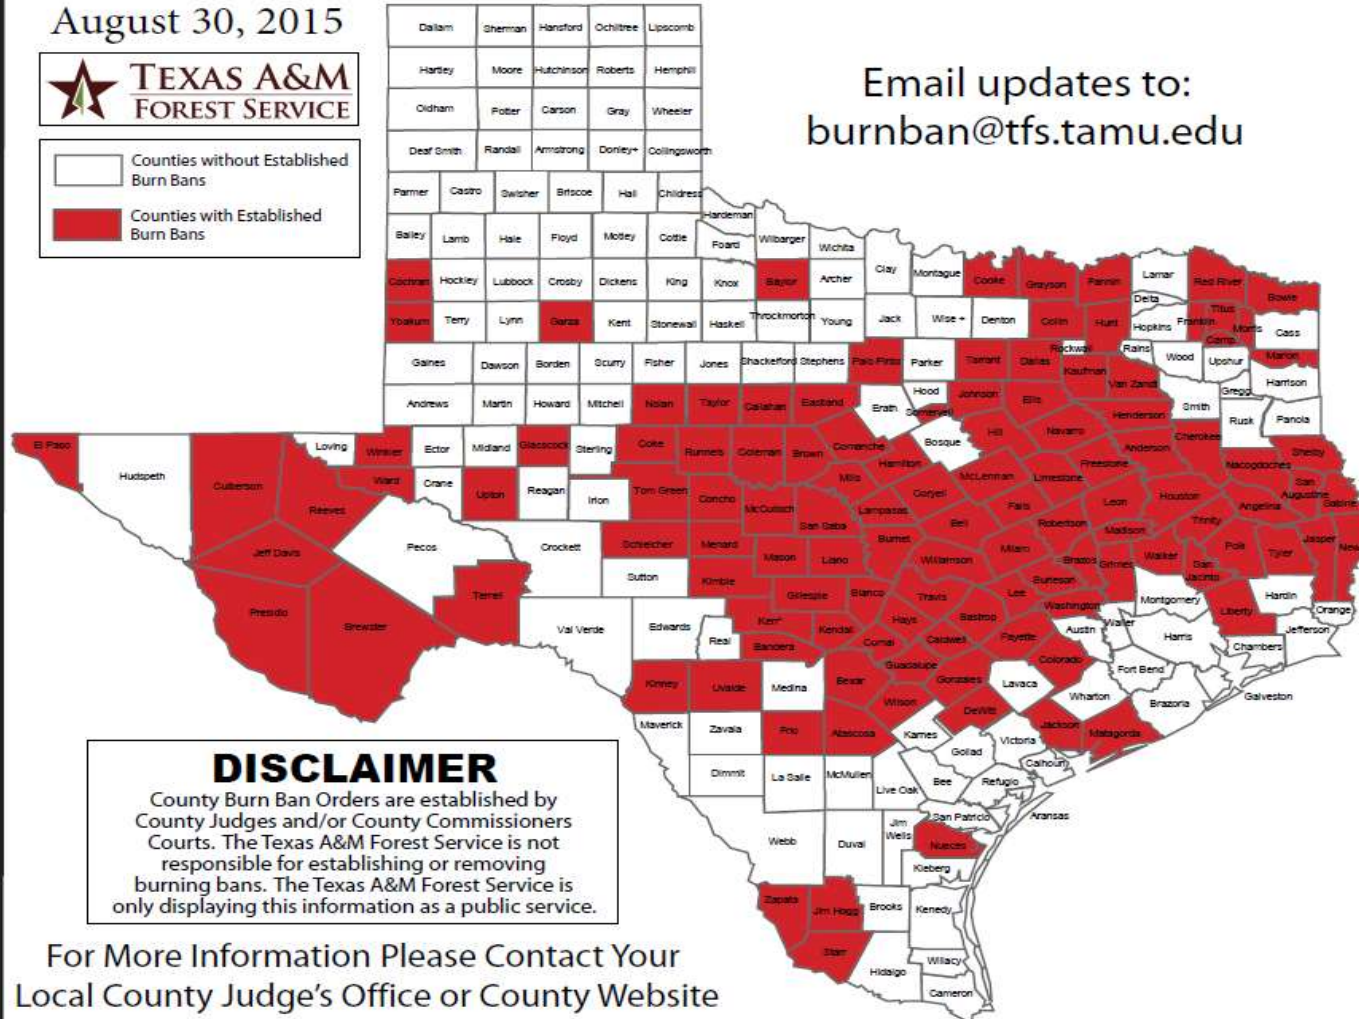 August 30, 2015
TEXAS A&M
FOREST SERVICE
Counties without Established
Burn Bans
Counties with Established
Burn Bans
Email updates to:
burnban@tfs.tamu.edu
Dallam Sherman Hansford Ochiltree Lipscomb
Hartley Moore Hutchinson Roberts Hemphill
Oldham Potter Carson Gray Wheeler
Deaf Smith Randall Armstrong Donley+ Collingsworth
Parmer Castro Swisher Briscoe Hall Childress
Hardeman
Bailey Lamb Hale Floyd Motley Cottle Foard Wilbarger Wichita
Cochran Hockley Lubbock Crosby Dickens King Knox Baylor Archer Clay Montague Cooke Grayson Fannin Lamar Red River Bowie
Delta
Yoakum Terry Lynn Garza Kent Stonewall Haskell Throckmorton Young Jack Wise + Denton Collin Hunt Hopkins Franklin Titus Morris Cass
Camp
Gaines Dawson Borden Scurry Fisher Jones Shackelford Stephens Palo Pinto Parker Tarrant Dallas Rockwall Kaufman Rains Wood Upshur Marion
Van Zandt
Andrews Martin Howard Mitchell Nolan Taylor Callahan Eastland Erath Hood Somervell Johnson Ellis Henderson Smith Gregg Harrison
Rusk Panola
El Paso Hudspeth Culberson Loving Winkler Ector Midland Glasscock Sterling Coke Runnels Coleman Brown Comanche Bosque Hill Navarro Anderson Cherokee Shelby
Hamilton Freestone Nacogdoches
Reeves Ward Crane Upton Reagan Irion Tom Green Concho McCulloch Mills Coryell McLennan Limestone San
Augustine
Sabine
San Saba Lampasas Bell Falls Leon Houston Angelina
Jeff Davis Pecos Crockett Schleicher Menard Mason Llano Burnet Williamson Milam Robertson Madison Trinity Polk Tyler Jasper New
Brazos Grimes Walker San
Jacinto
Presidio Brewster Terrell Sutton Kimble Gillespie Blanco Travis Lee Burleson Washington Montgomery Liberty Hardin Orange
Val Verde Edwards Real Kerr* Kendall Hays Bastrop Fayette Austin Waller Harris Jefferson
Chambers
Bandera Comal Caldwell Colorado Fort Bend
Kinney Uvalde Medina Bexar Guadalupe Gonzales Lavaca Wharton Brazoria Galveston
Wilson
Maverick Zavala Frio Atascosa Karnes DeWitt Jackson Matagorda
Goliad Victoria
Calhoun
Dimmit La Salle McMullen Live Oak Bee Refugio
San Patricio Aransas
Webb Duval Jim
Wells
Nueces
Kleberg
Zapata Jim Hogg Brooks Kenedy
Starr Hidalgo Willacy
Cameron
DISCLAIMER
County Burn Ban Orders are established by
County Judges and/or County Commissioners
Courts. The Texas A&M Forest Service is not
responsible for establishing or removing
burning bans. The Texas A&M Forest Service is
only displaying this information as a public service.
For More Information Please Contact Your
Local County Judge's Office or County Website